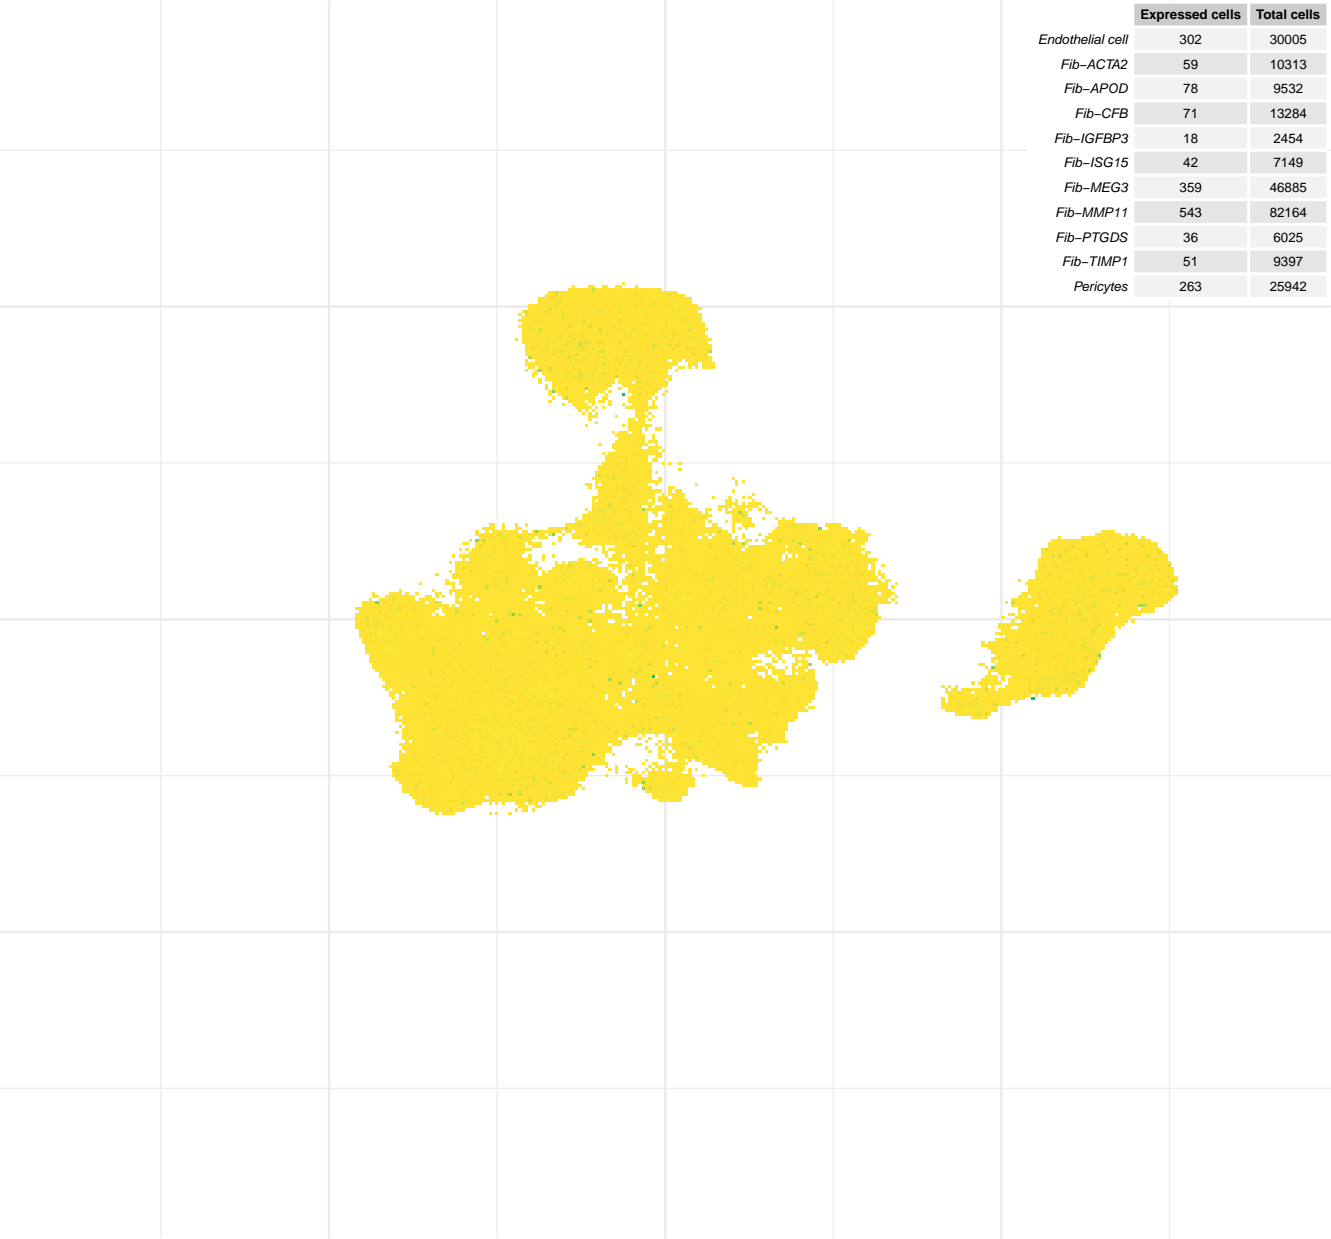 Expressed cells Total cells
Endothelial cell 302 30005
Fib−ACTA2 59 10313
Fib−APOD 78 9532
Fib−CFB 71 13284
Fib−IGFBP3 18 2454
Fib−ISG15 42 7149
Fib−MEG3 359 46885
Fib−MMP11 543 82164
Fib−PTGDS 36 6025
Fib−TIMP1 51 9397
Pericytes 263 25942